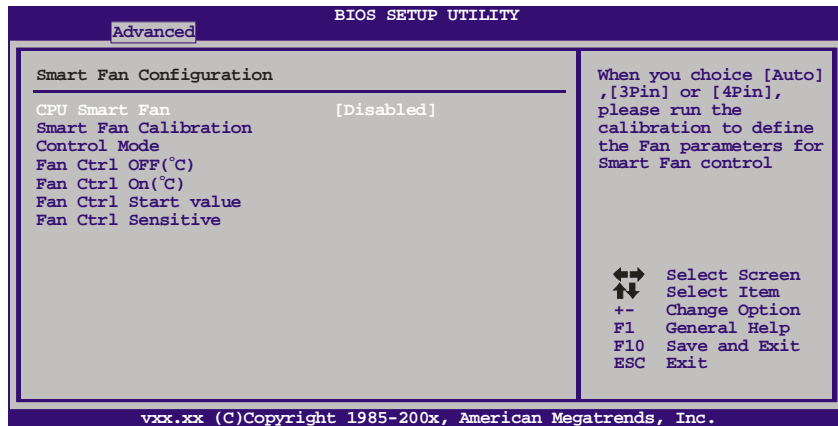 BIOS SETUP UTILITY
Advanced
Smart Fan Configuration
CPU Smart Fan [Disabled]
Smart Fan Calibration
Control Mode
Fan Ctrl OFF(°C)
Fan Ctrl On(°C)
Fan Ctrl Start value
Fan Ctrl Sensitive
When you choice [Auto]
,[3Pin] or [4Pin],
please run the
calibration to define
the Fan parameters for
Smart Fan control
Select Screen
Select Item
+- Change Option
F1 General Help
F10 Save and Exit
ESC Exit
vxx.xx (C)Copyright 1985-200x, American Megatrends, Inc.